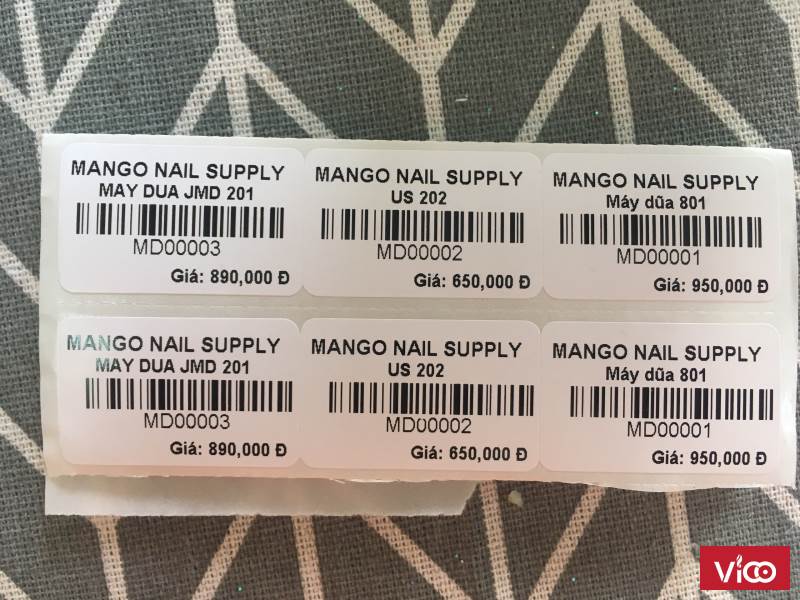 MANGO NAIL SUPPLY
MAY DUA JMD 201
MD00003
Giá: 890,000 Đ
MANGO NAIL SUPPLY
US 202
MD00002
Giá: 650,000 Đ
MANGO NAIL SUPPLY
Máy dũa 801
MD00001
Giá: 950,000 Đ
MANGO NAIL SUPPLY
MAY DUA JMD 201
MD00003
Giá: 890,000 Đ
MANGO NAIL SUPPLY
US 202
MD00002
Giá: 650,000 Đ
MANGO NAIL SUPPLY
Máy dũa 801
MD00001
Giá: 950,000 Đ
Vico